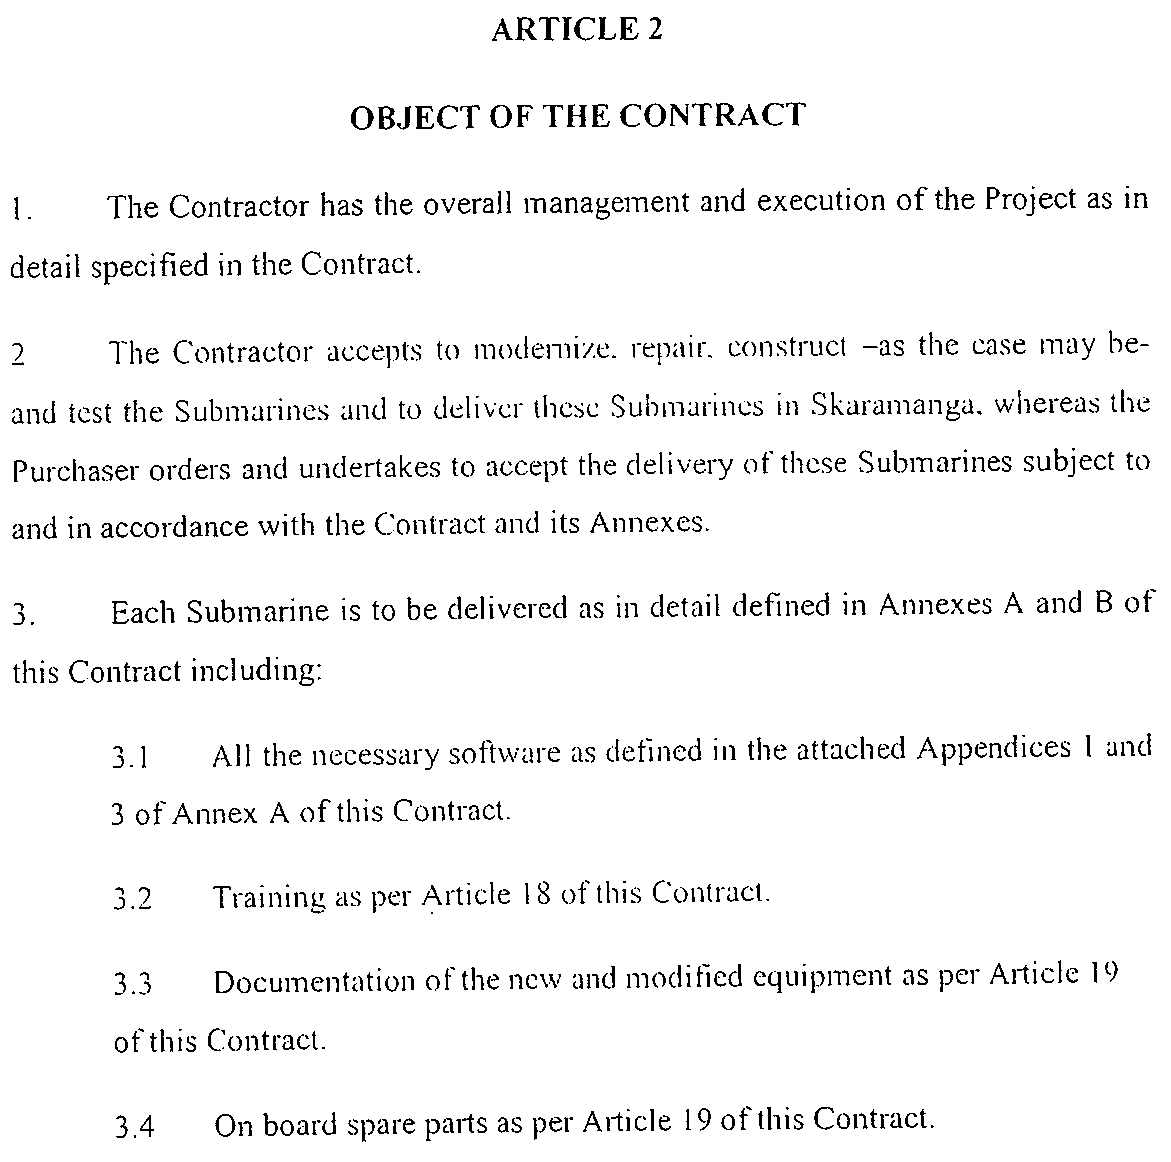 ARTICLE 2
OBJECT OF THE CONTRACT
1. The Contractor has the overall management and execution of the Project as in
detail specified in the Contract.
2 The Contractor accepts to modernize, repair, construct –as the case may be-
and test the Submarines and to deliver these Submarines in Skaramanga, whereas the
Purchaser orders and undertakes to accept the delivery of these Submarines subject to
and in accordance with the Contract and its Annexes.
3. Each Submarine is to be delivered as in detail defined in Annexes A and B of
this Contract including:
3.1 All the necessary software as defined in the attached Appendices 1 and
3 of Annex A of this Contract.
3.2 Training as per Article 18 of this Contract.
3.3 Documentation of the new and modified equipment as per Article 19
of this Contract.
3.4 On board spare parts as per Article 19 of this Contract.